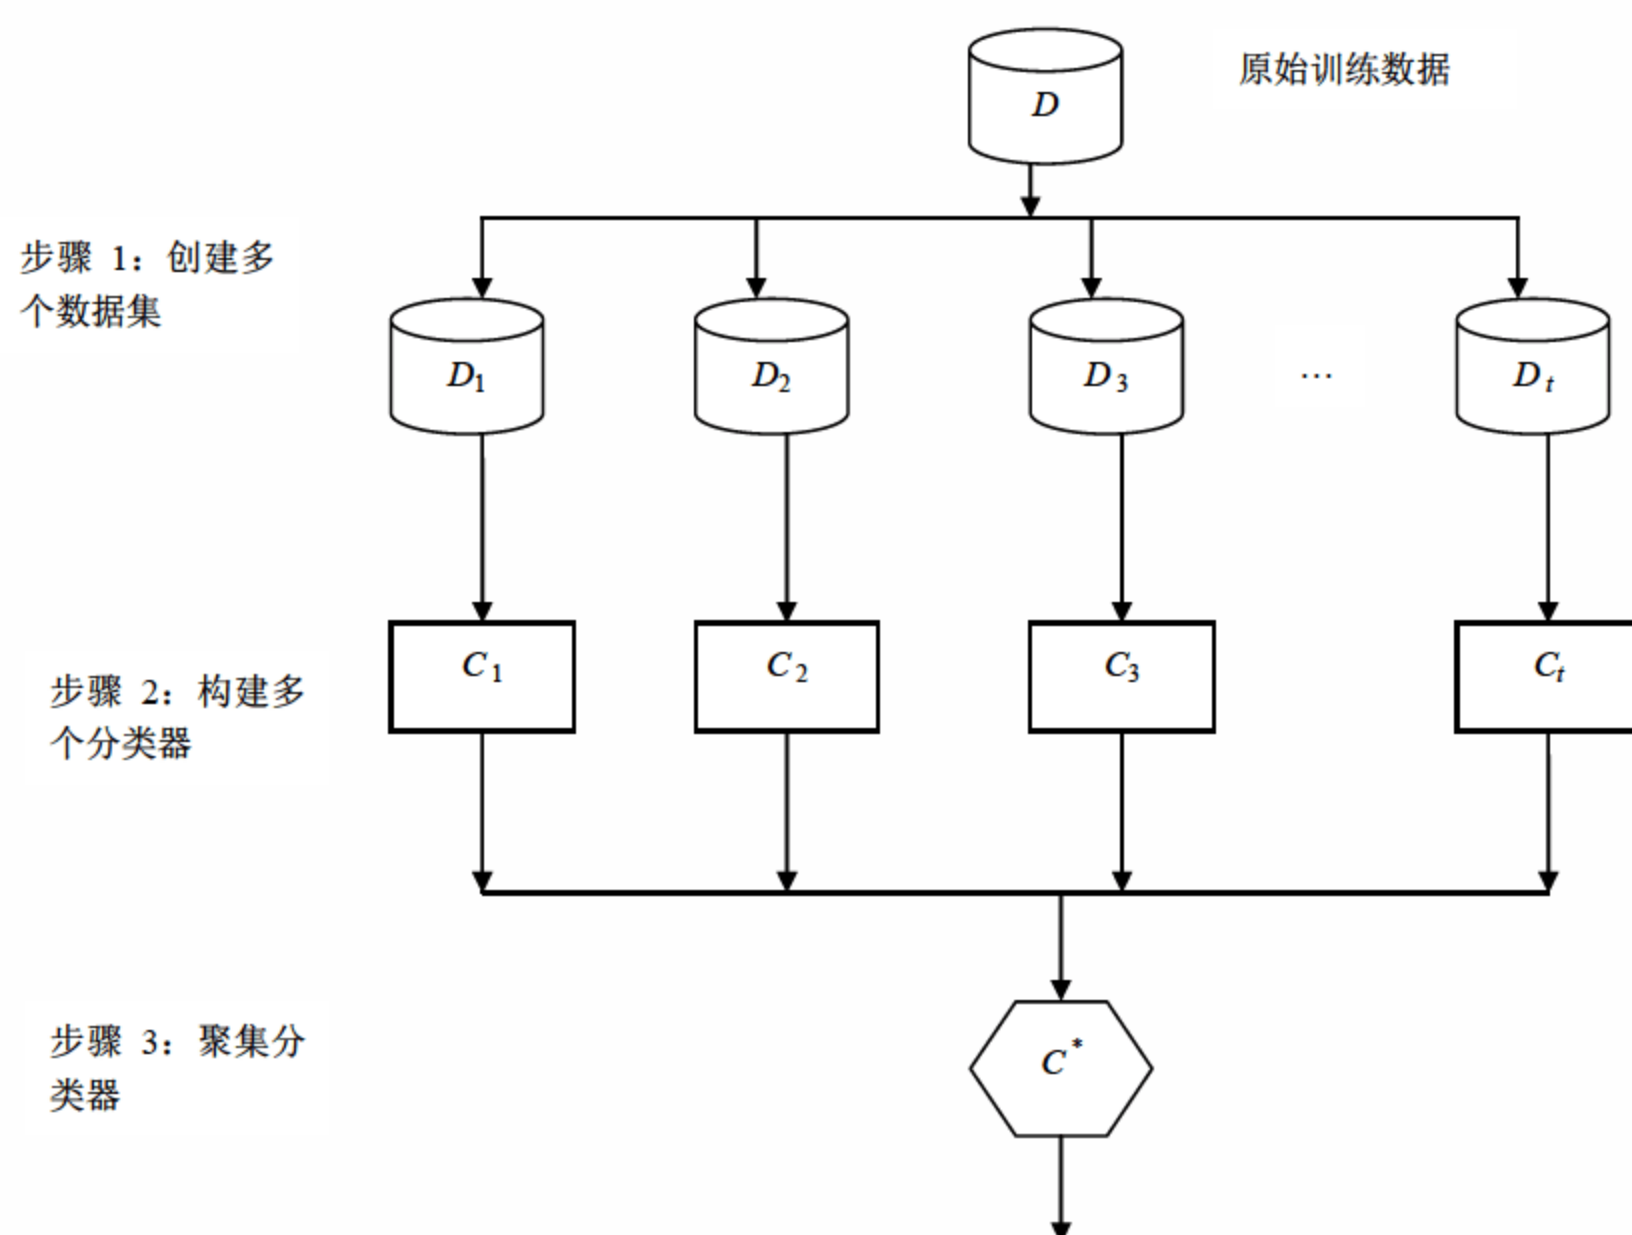 原始训练数据
D
步骤 1：创建多
个数据集
D1 D2 D3 … Dt
C1 C2 C3 Ct
步骤 2：构建多
个分类器
步骤 3：聚集分
类器
C*